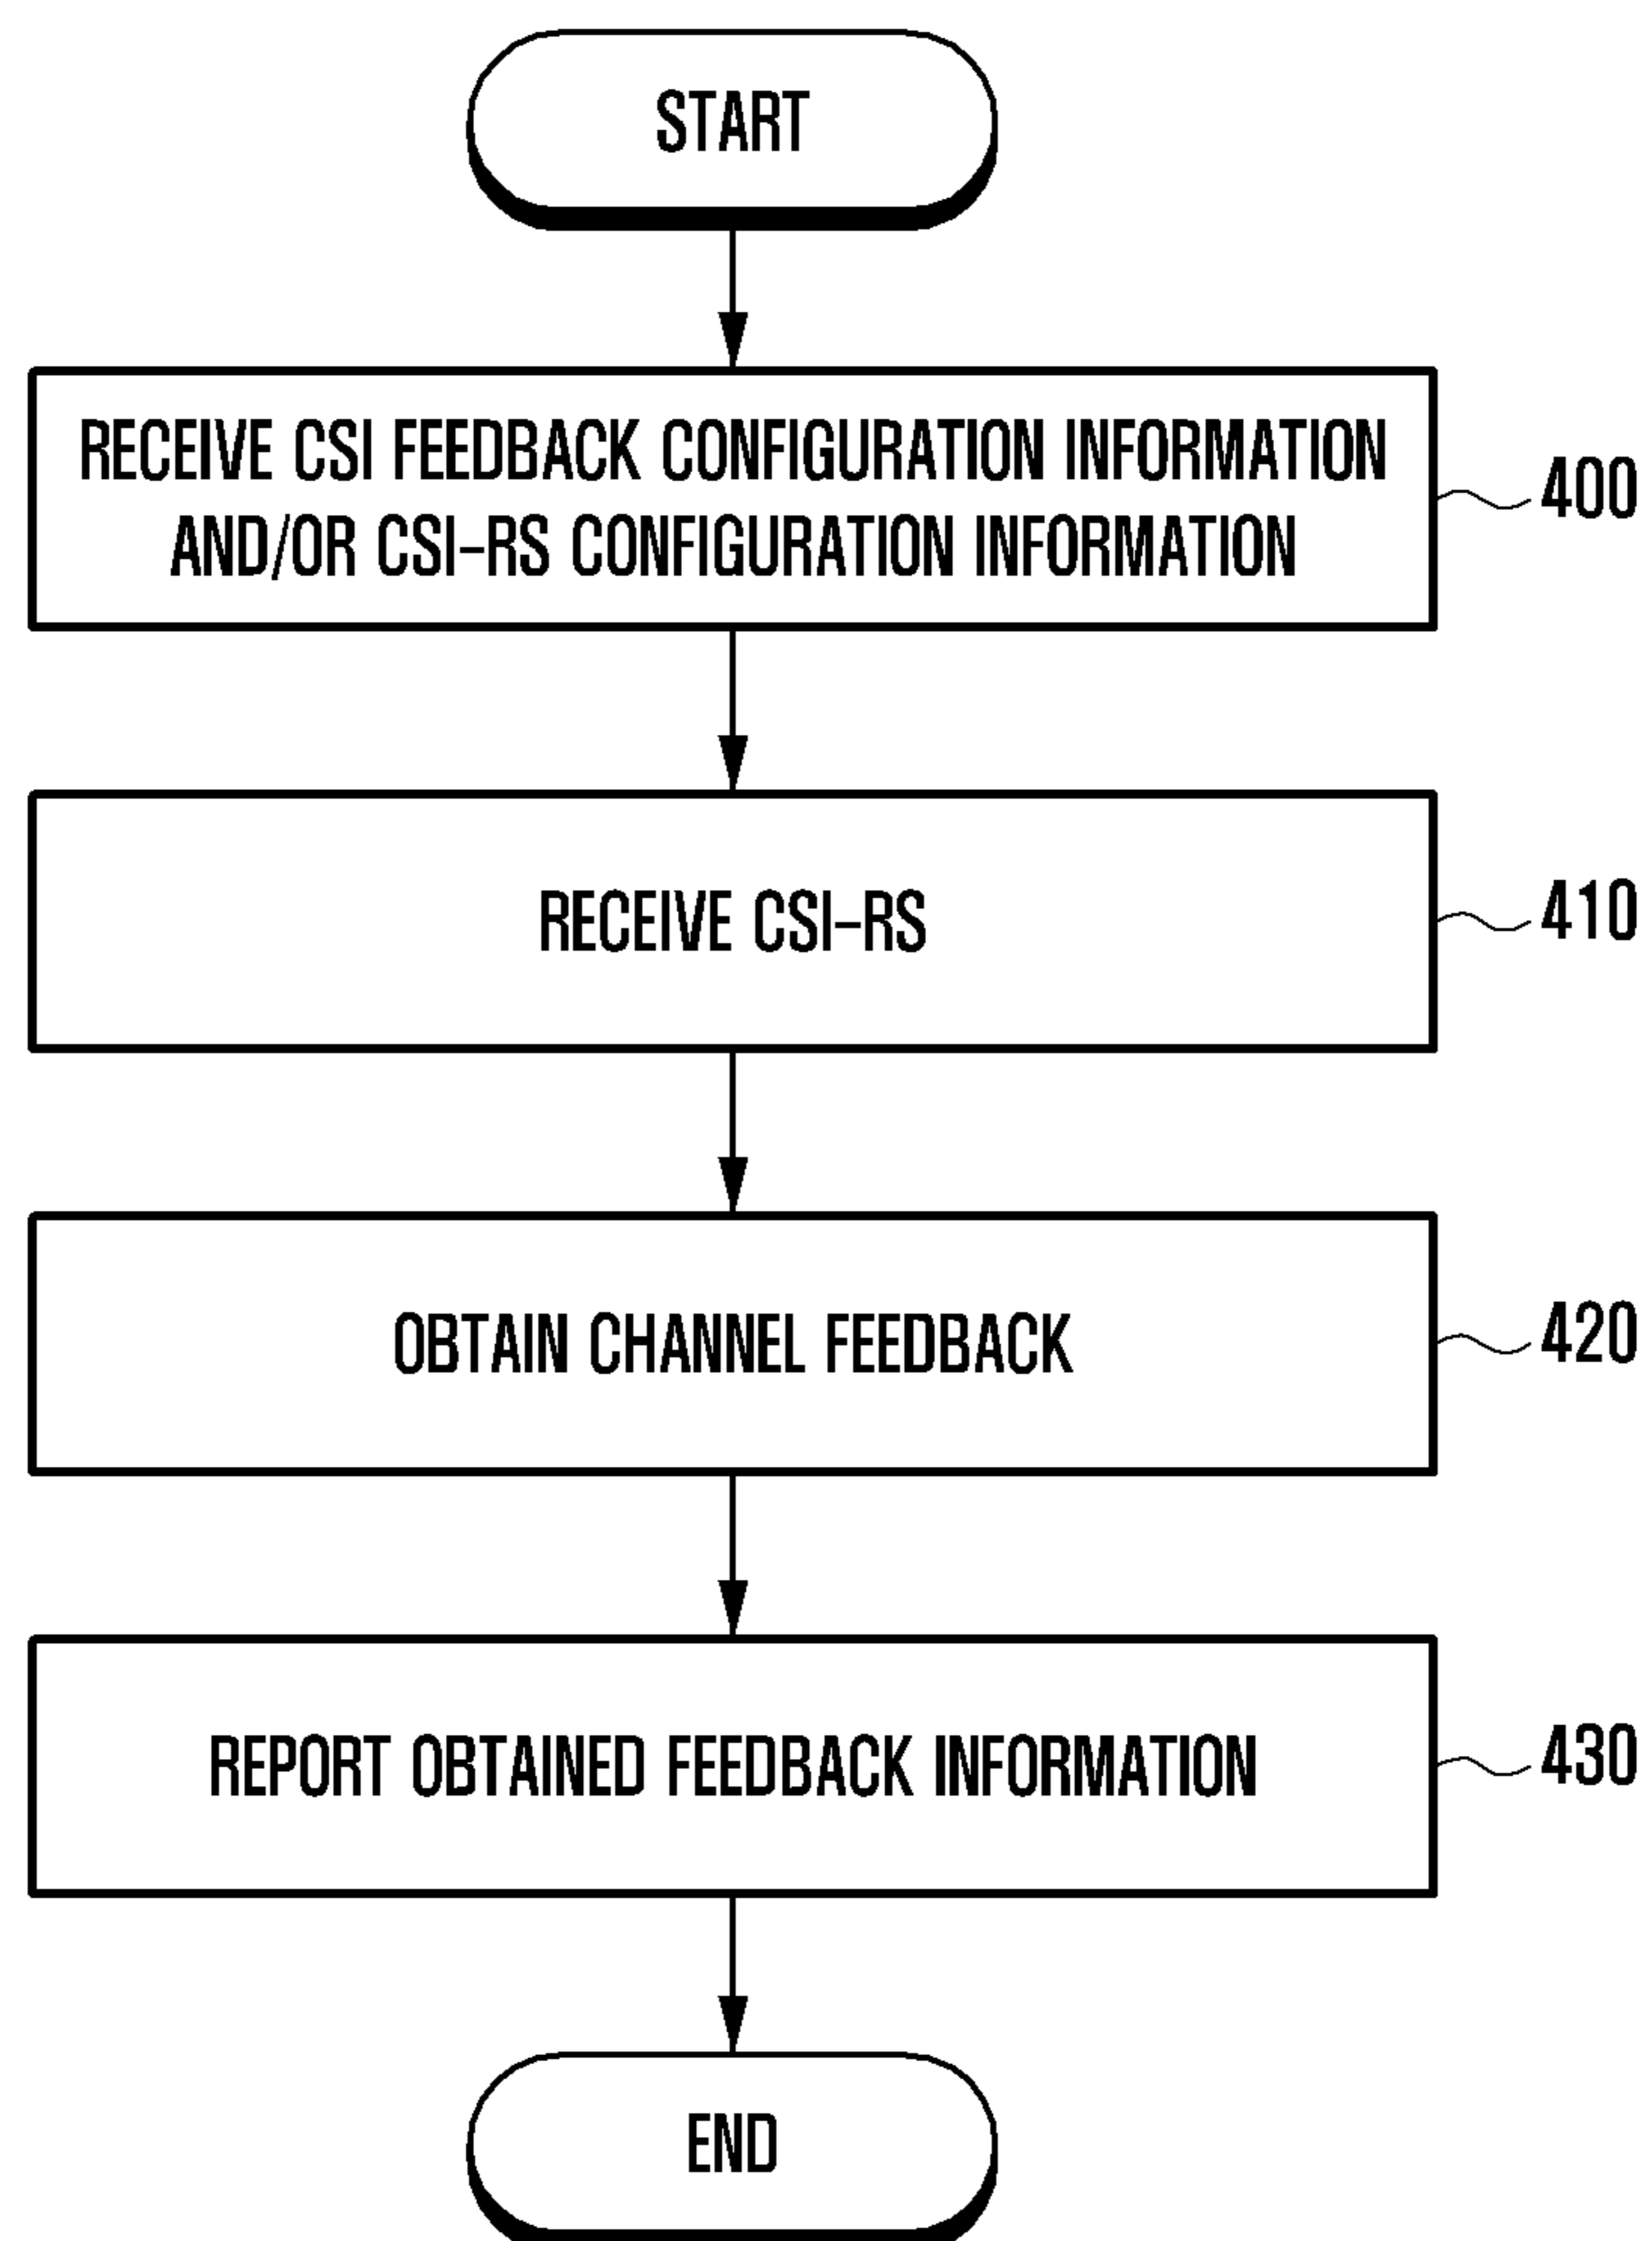 START
RECEIVE CSI FEEDBACK CONFIGURATION INFORMATION
AND/OR CSI-RS CONFIGURATION INFORMATION
400
RECEIVE CSI-RS
410
OBTAIN CHANNEL FEEDBACK
420
REPORT OBTAINED FEEDBACK INFORMATION
430
END